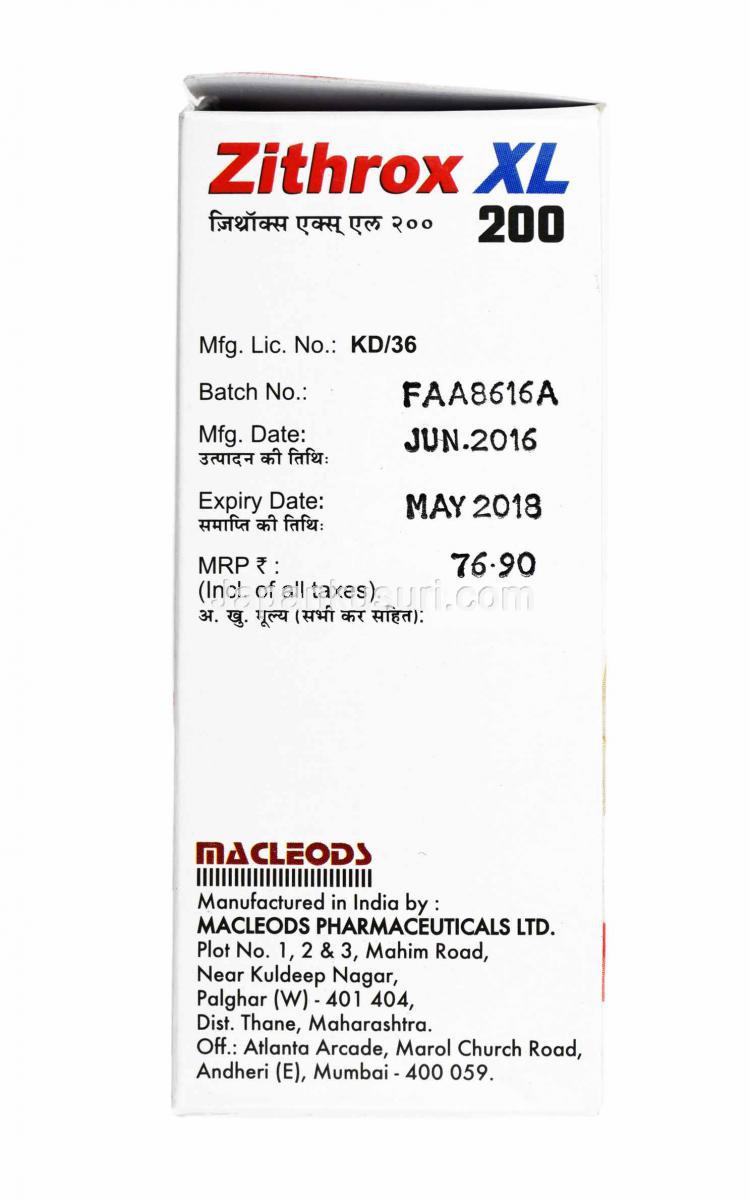 Zithrox XL
ज़िथ्रॉक्स एक्स् एल २०० 200
Mfg. Lic. No.: KD/36
Batch No.: FAA8616A
Mfg. Date: JUN.2016
उत्पादन की तिथिः
Expiry Date: MAY 2018
समाप्ति की तिथिः
MRP ₹ : 76.90
(Incl. of all taxes)
अ. खु. मूल्य (सभी कर सहित):
Japankusuri.com
MACLEODS
Manufactured in India by :
MACLEODS PHARMACEUTICALS LTD.
Plot No. 1, 2 & 3, Mahim Road,
Near Kuldeep Nagar,
Palghar (W) - 401 404,
Dist. Thane, Maharashtra.
Off.: Atlanta Arcade, Marol Church Road,
Andheri (E), Mumbai - 400 059.